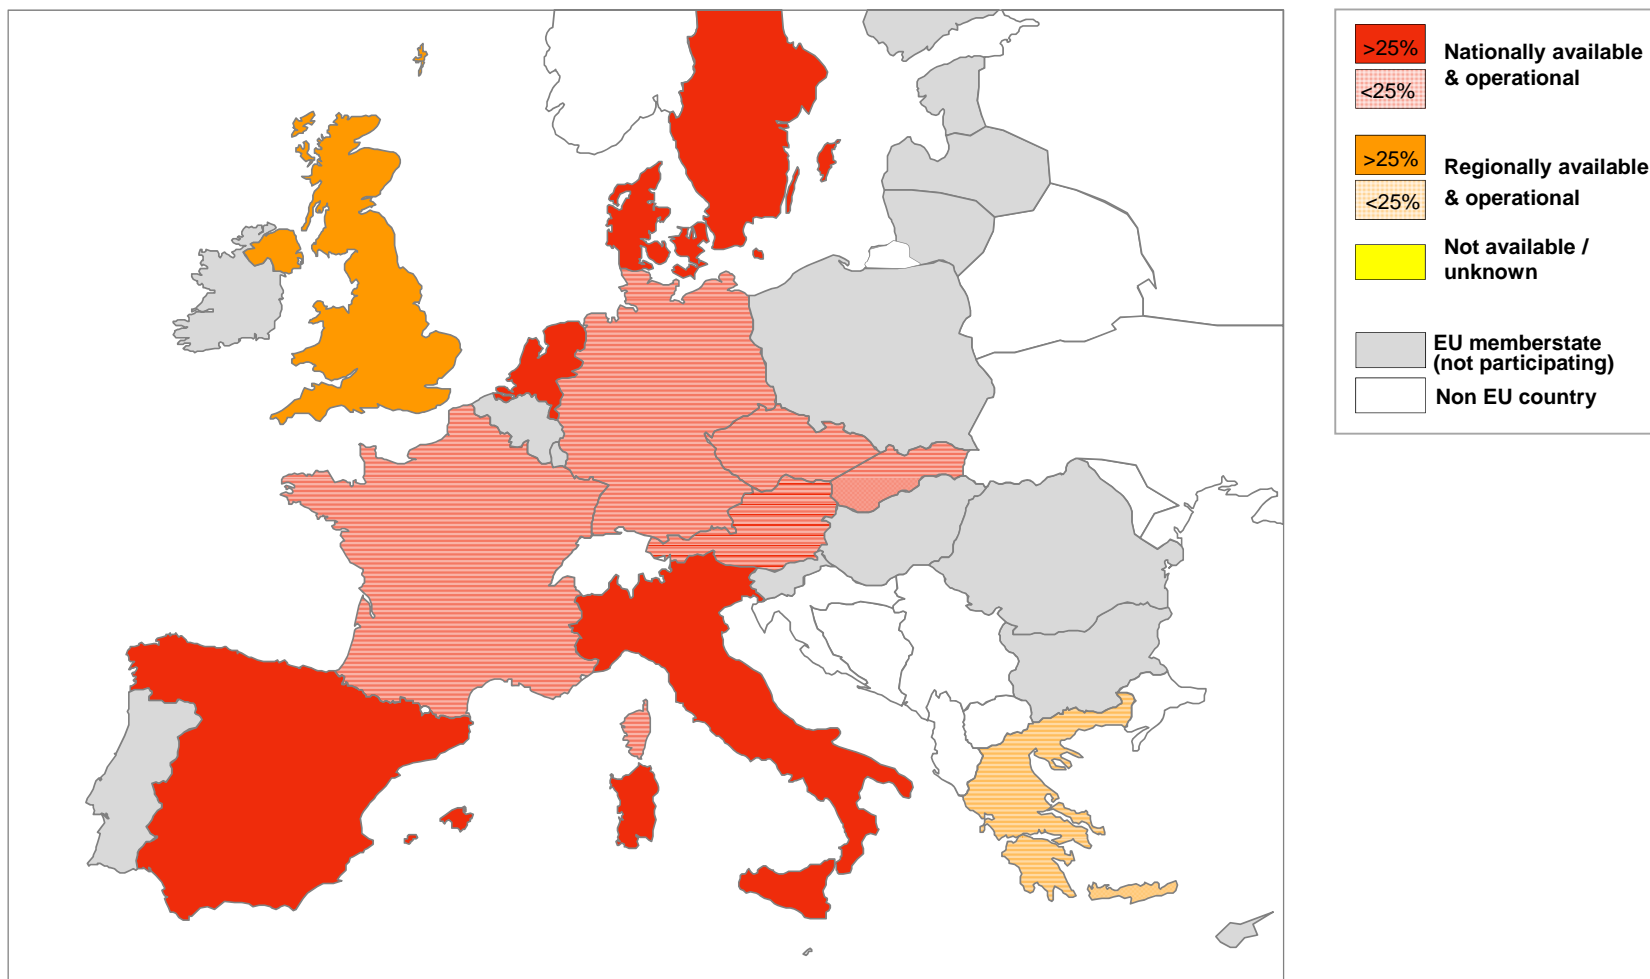 >25%
Nationally available
& operational
<25%
>25%
Regionally available
& operational
<25%
Not available /
unknown
EU memberstate
(not participating)
Non EU country